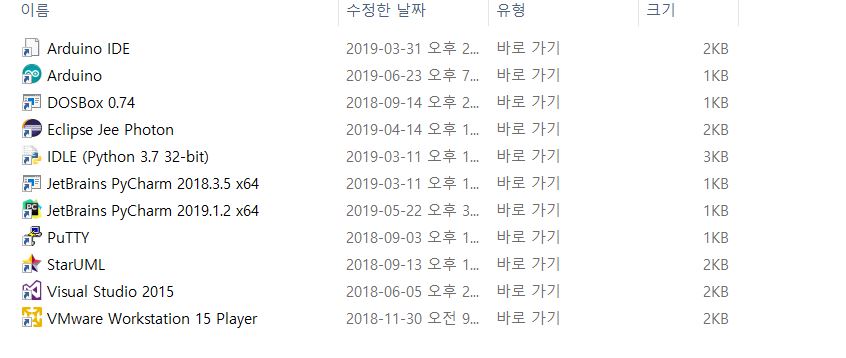 이름 수정한 날짜 유형 크기
Arduino IDE 2019-03-31 오후 2... 바로 가기 2KB
Arduino 2019-06-23 오후 7... 바로 가기 1KB
DOSBox 0.74 2018-09-14 오후 2... 바로 가기 1KB
Eclipse Jee Photon 2019-04-14 오후 1... 바로 가기 2KB
IDLE (Python 3.7 32-bit) 2019-03-11 오후 1... 바로 가기 3KB
JetBrains PyCharm 2018.3.5 x64 2019-03-11 오후 1... 바로 가기 1KB
JetBrains PyCharm 2019.1.2 x64 2019-05-22 오후 3... 바로 가기 1KB
PuTTY 2018-09-03 오후 1... 바로 가기 1KB
StarUML 2018-09-13 오후 1... 바로 가기 2KB
Visual Studio 2015 2018-06-05 오후 2... 바로 가기 2KB
VMware Workstation 15 Player 2018-11-30 오전 9... 바로 가기 2KB